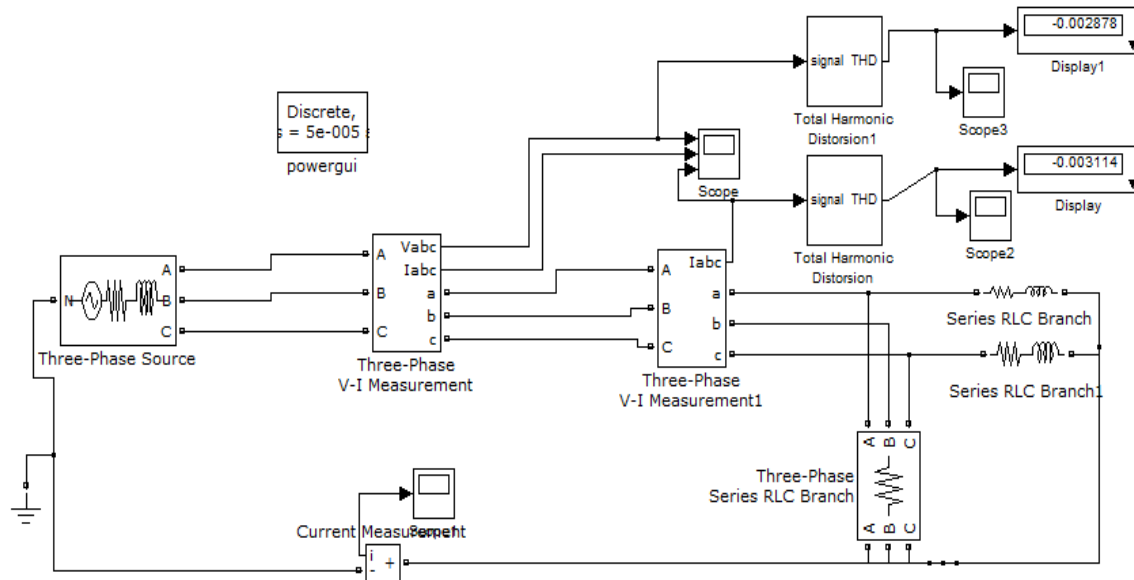 -0.002878
Display1
signal THD
Total Harmonic
Distorsion1
Scope3
Discrete,
s = 5e-005 s
powergui
Scope
-0.003114
Display
signal THD
Total Harmonic
Distorsion
Scope2
N
A
B
C
Three-Phase Source
A
B
C
Vabc
Iabc
a
b
c
Three-Phase
V-I Measurement
A
B
C
Iabc
a
b
c
Three-Phase
V-I Measurement1
Series RLC Branch
Series RLC Branch1
A B C
A B C
Three-Phase
Series RLC Branch
Current Measurement
Scope1
i
-
+